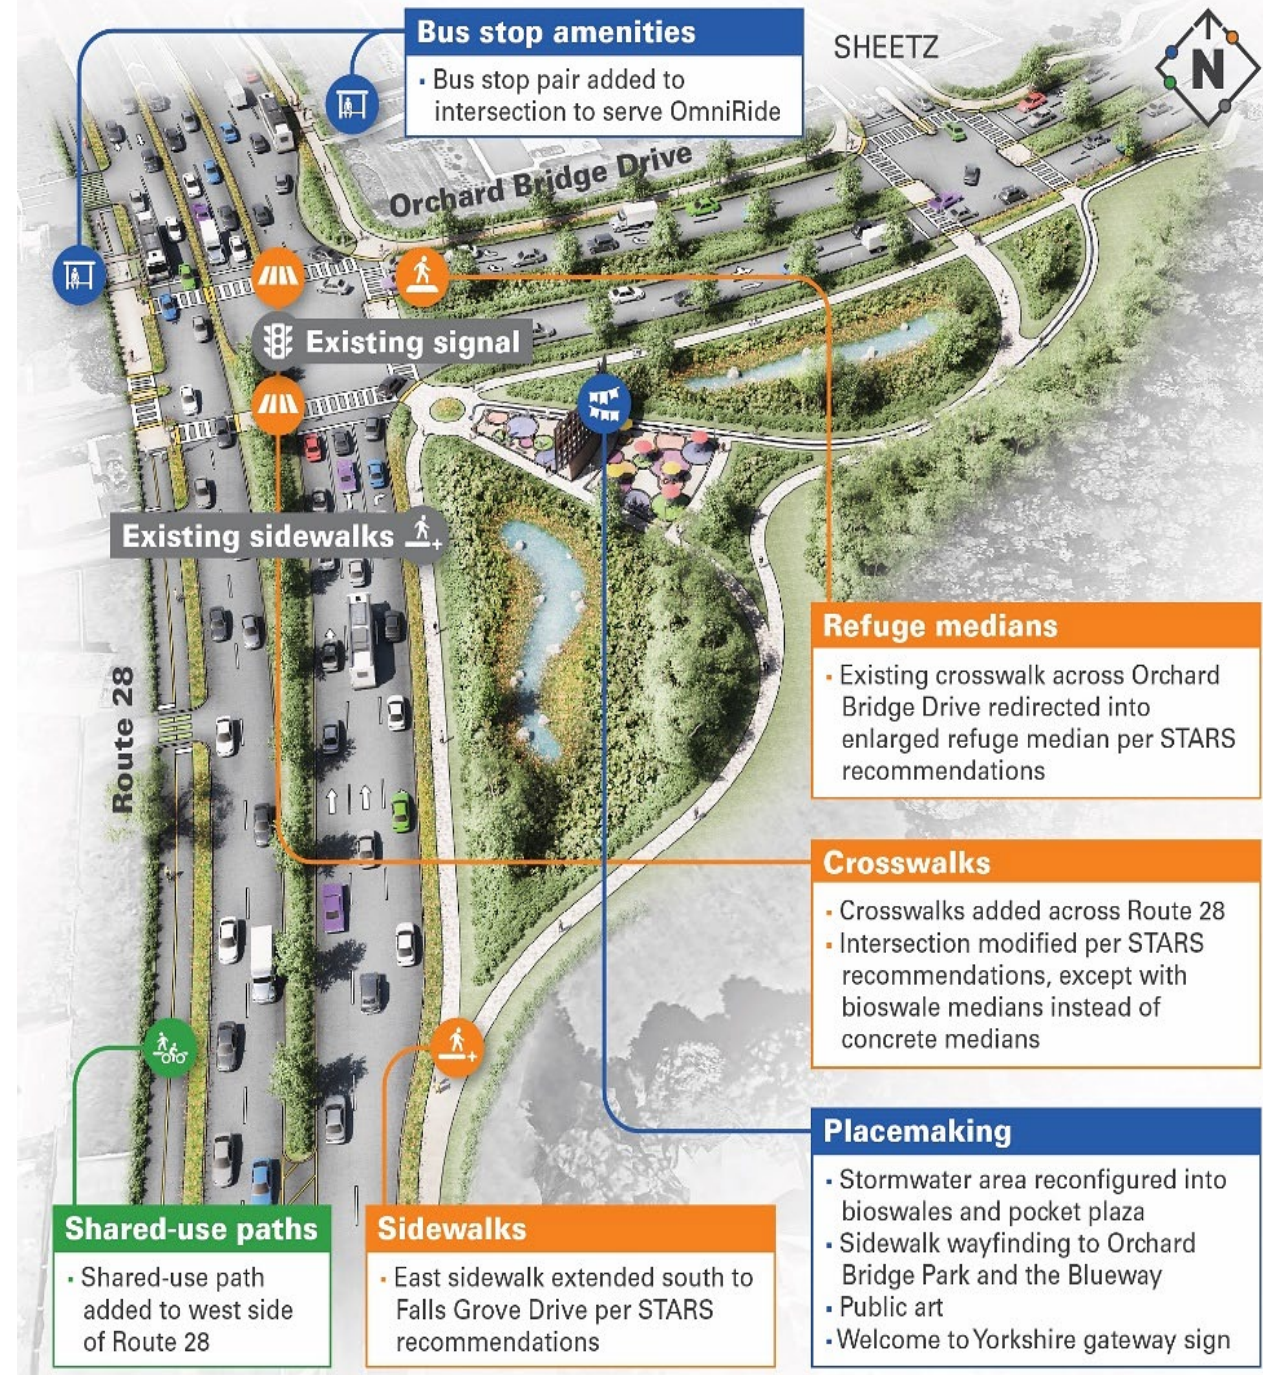 Bus stop amenities
▪ Bus stop pair added to
intersection to serve OmniRide
SHEETZ
N
Orchard Bridge Drive
Existing signal
Existing sidewalks
Route 28
Refuge medians
▪ Existing crosswalk across Orchard
Bridge Drive redirected into
enlarged refuge median per STARS
recommendations
Crosswalks
▪ Crosswalks added across Route 28
▪ Intersection modified per STARS
recommendations, except with
bioswale medians instead of
concrete medians
Placemaking
▪ Stormwater area reconfigured into
bioswales and pocket plaza
▪ Sidewalk wayfinding to Orchard
Bridge Park and the Blueway
▪ Public art
▪ Welcome to Yorkshire gateway sign
Shared-use paths
▪ Shared-use path
added to west side
of Route 28
Sidewalks
▪ East sidewalk extended south to
Falls Grove Drive per STARS
recommendations